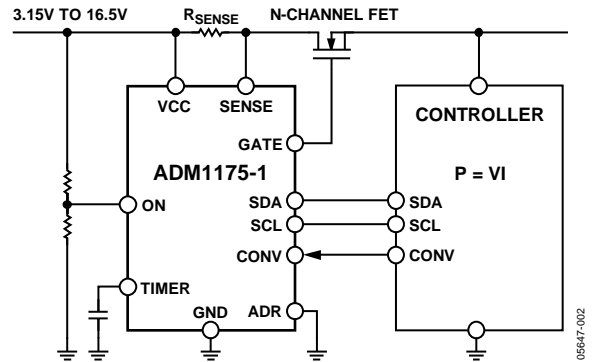 3.15V TO 16.5V
RSENSE
N-CHANNEL FET
VCC
SENSE
CONTROLLER
GATE
ADM1175-1
P = VI
ON
SDA
SDA
SCL
SCL
CONV
CONV
TIMER
GND
ADR
05647-002